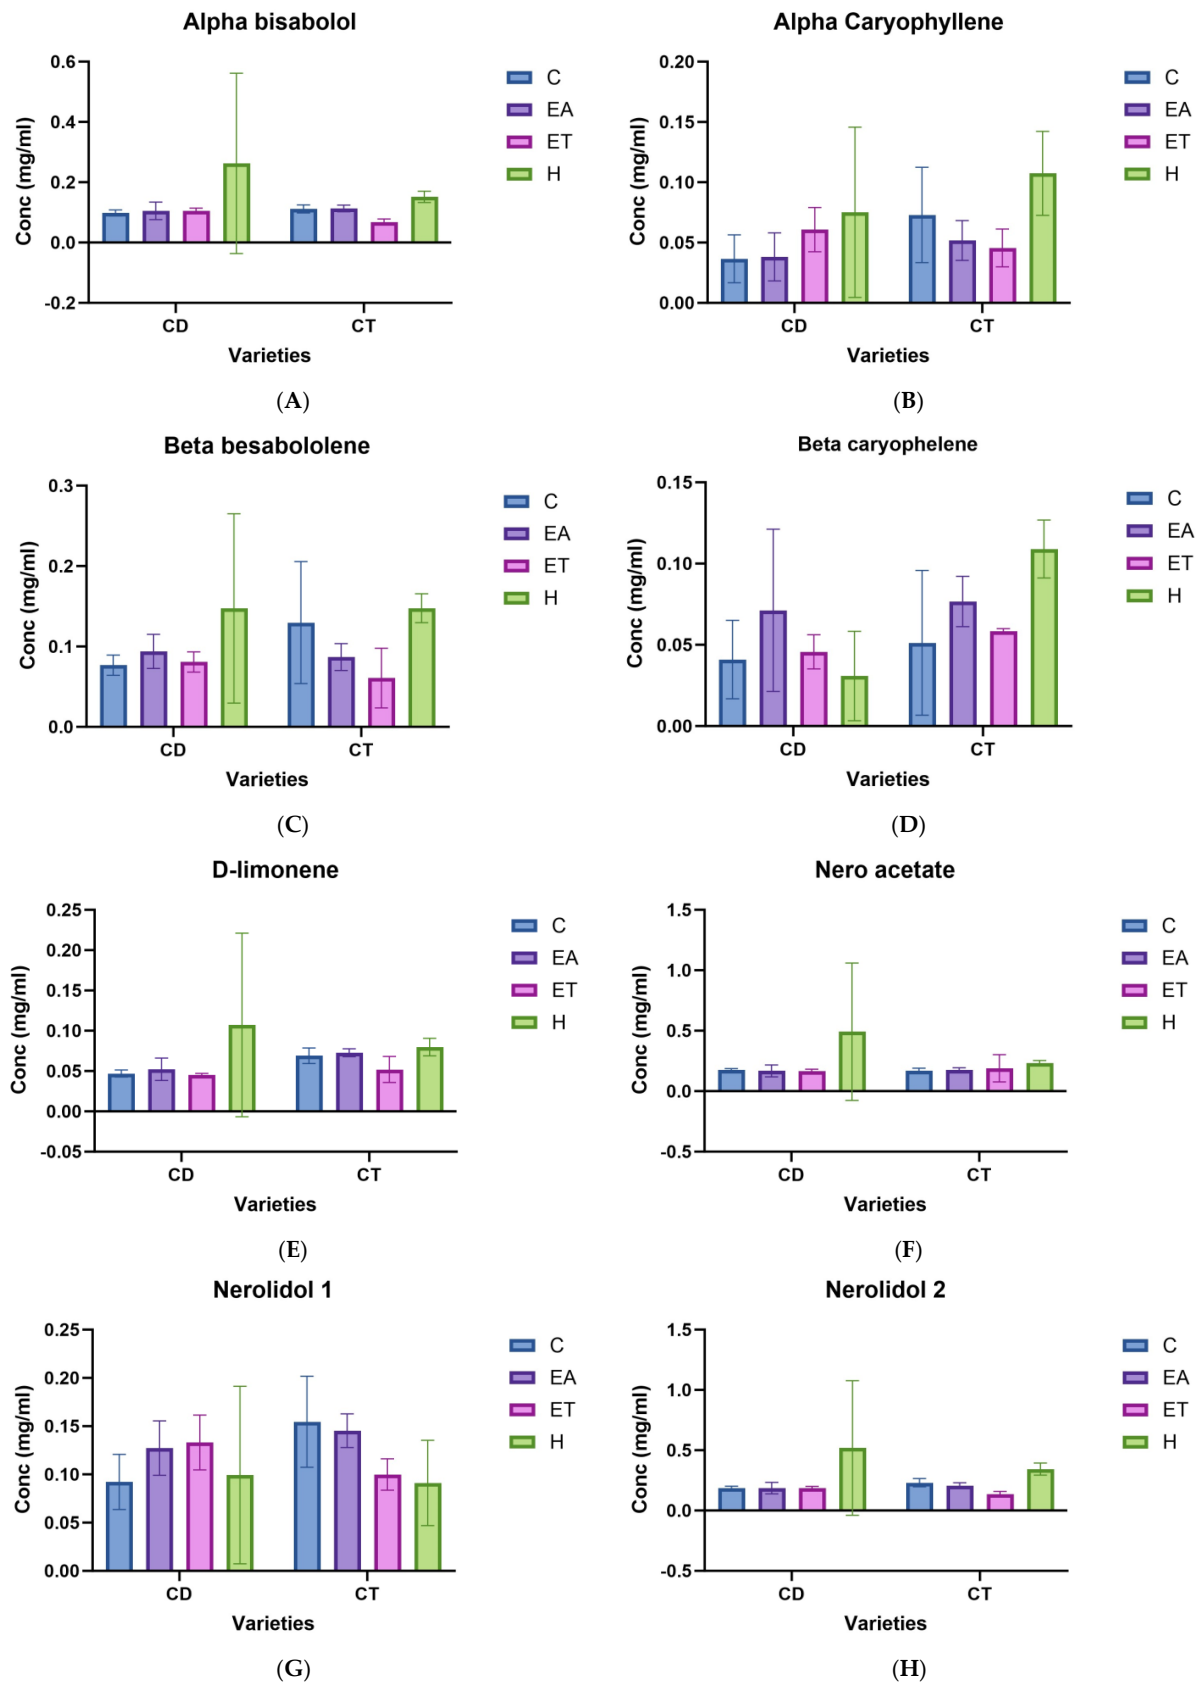 Alpha bisabolol
Conc (mg/ml)
0.6
0.4
0.2
0.0
-0.2
CD
CT
Varieties
C
EA
ET
H
(A)
Alpha Caryophyllene
Conc (mg/ml)
0.20
0.15
0.10
0.05
0.00
CD
CT
Varieties
C
EA
ET
H
(B)
Beta besabololene
Conc (mg/ml)
0.3
0.2
0.1
0.0
CD
CT
Varieties
C
EA
ET
H
(C)
Beta caryophelene
Conc (mg/ml)
0.15
0.10
0.05
0.00
CD
CT
Varieties
C
EA
ET
H
(D)
D-limonene
Conc (mg/ml)
0.25
0.20
0.15
0.10
0.05
0.00
-0.05
CD
CT
Varieties
C
EA
ET
H
(E)
Nero acetate
Conc (mg/ml)
1.5
1.0
0.5
0.0
-0.5
CD
CT
Varieties
C
EA
ET
H
(F)
Nerolidol 1
Conc (mg/ml)
0.25
0.20
0.15
0.10
0.05
0.00
CD
CT
Varieties
C
EA
ET
H
(G)
Nerolidol 2
Conc (mg/ml)
1.5
1.0
0.5
0.0
-0.5
CD
CT
Varieties
C
EA
ET
H
(H)